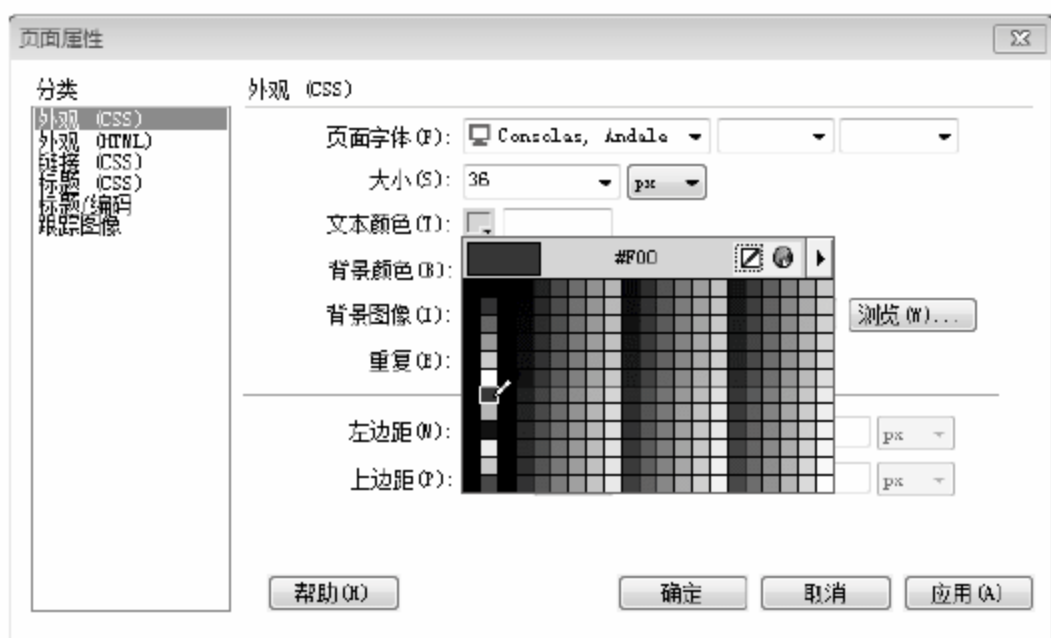 页面属性
分类
外观 (CSS)
外观 (HTML)
链接 (CSS)
标题 (CSS)
标题/编码
跟踪图像
外观 (CSS)
页面字体(F): Consolas, Andale
大小(S): 36 px
文本颜色(T):
#F00
背景颜色(B):
背景图像(I): 浏览(W)...
重复(E):
左边距(M): px
上边距(P): px
帮助(H) 确定 取消 应用(A)